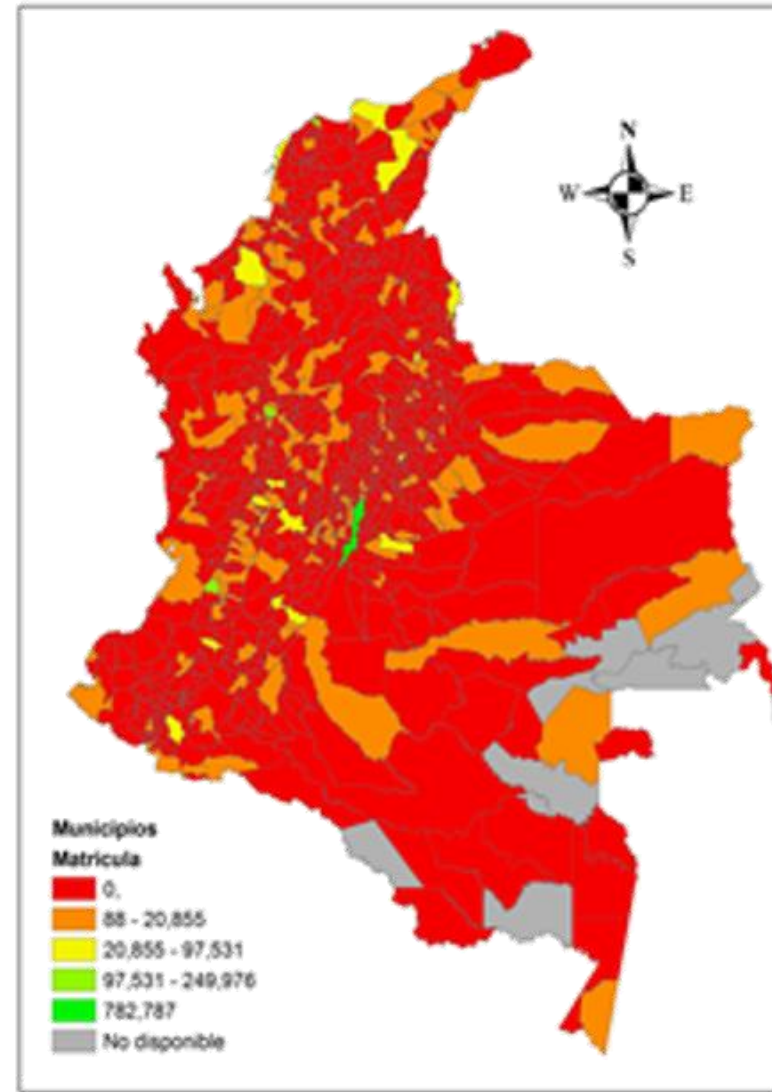 N
W E
S
Municipios
Matricula
0,
88 - 20,855
20,855 - 97,531
97,531 - 249,976
782,787
No disponible